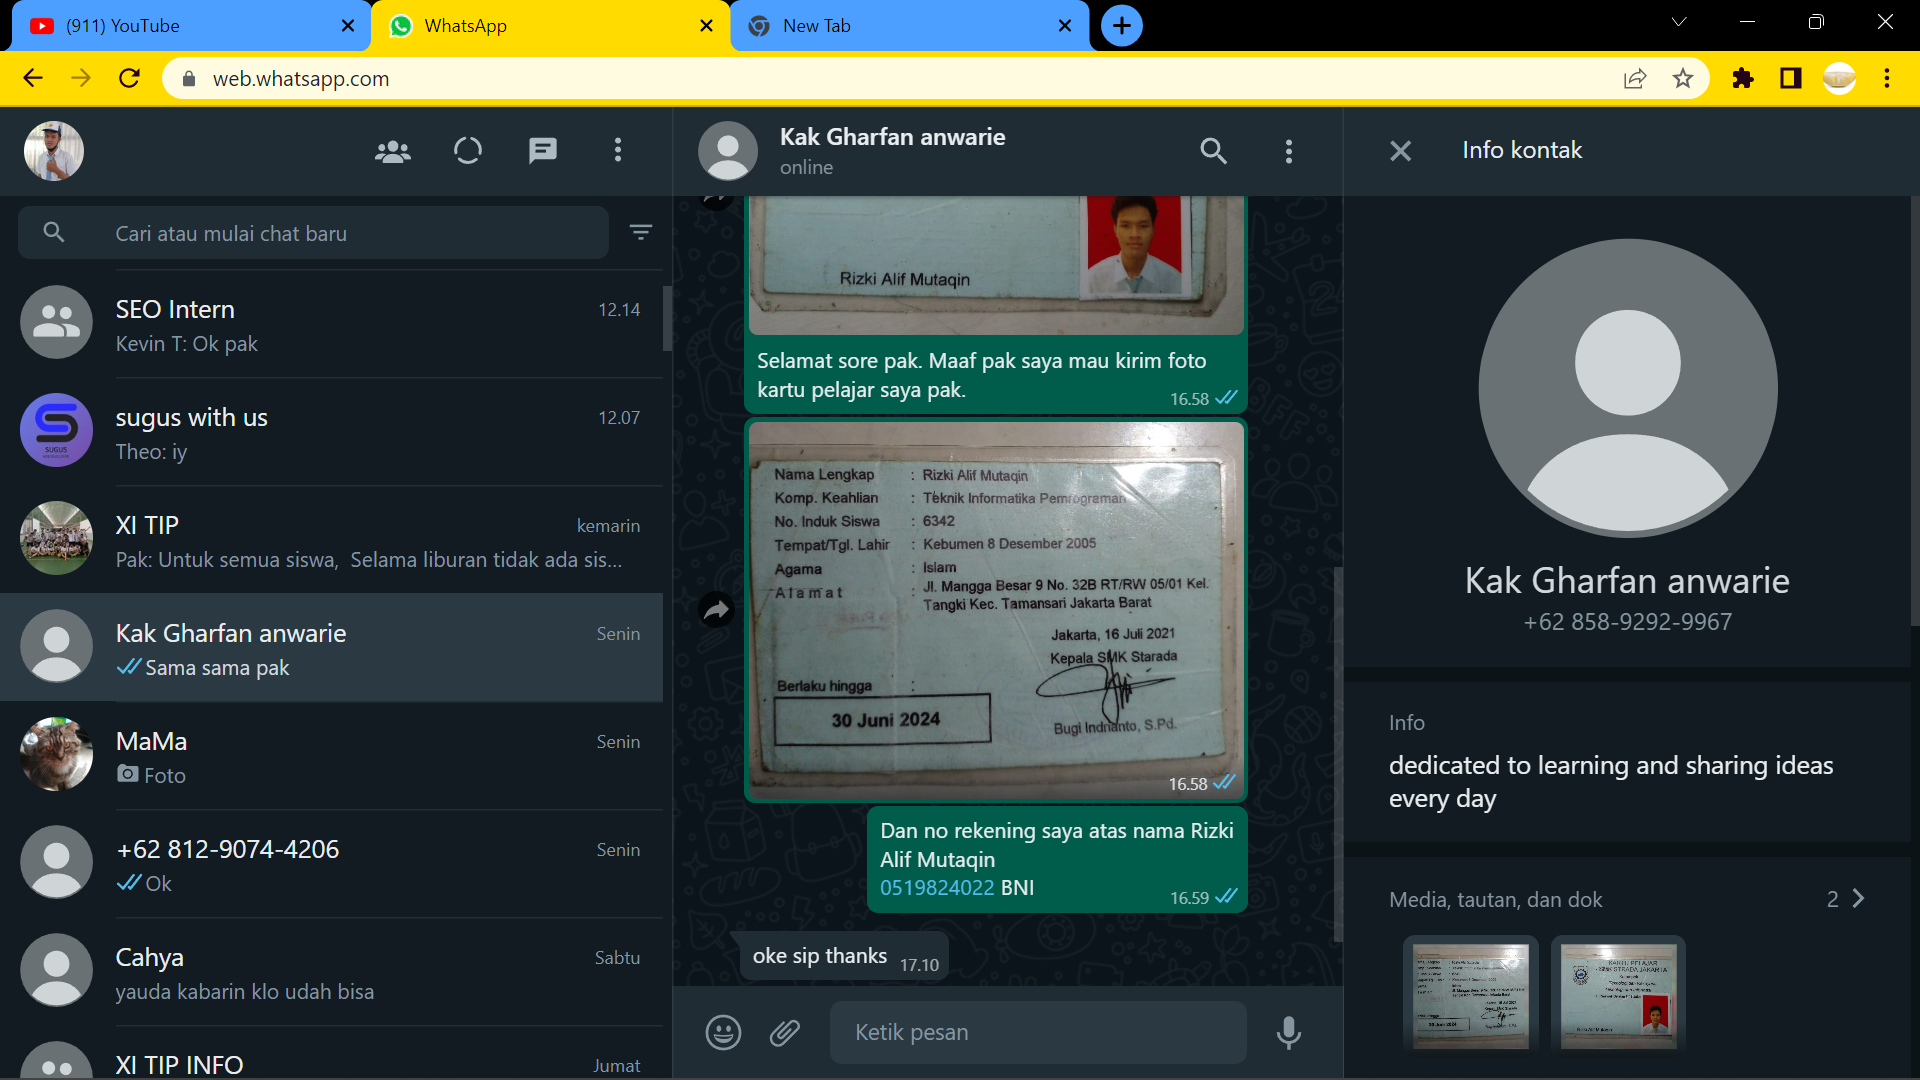 (911) YouTube
WhatsApp
New Tab
web.whatsapp.com
Cari atau mulai chat baru
SEO Intern
12.14
Kevin T: Ok pak
sugus with us
12.07
Theo: iy
SUGUS
XI TIP
kemarin
Pak: Untuk semua siswa, Selama liburan tidak ada sis...
Kak Gharfan anwarie
Senin
Sama sama pak
MaMa
Senin
Foto
+62 812-9074-4206
Senin
Ok
Cahya
Sabtu
yauda kabarin klo udah bisa
XI TIP INFO
Jumat
Kak Gharfan anwarie
online
Rizki Alif Mutaqin
Selamat sore pak. Maaf pak saya mau kirim foto
kartu pelajar saya pak.
16.58
Nama Lengkap : Rizki Alif Mutaqin
Komp. Keahlian : Teknik Informatika Pemrograman
No. Induk Siswa : 6342
Tempat/Tgl. Lahir : Kebumen 8 Desember 2005
Agama : Islam
Alamat : Jl. Mangga Besar 9 No. 32B RT/RW 05/01 Kel.
Tangki Kec. Tamansari Jakarta Barat
Jakarta, 16 Juli 2021
Kepala SMK Starada
Berlaku hingga :
30 Juni 2024
Bugi Indrianto, S.Pd.
16.58
Dan no rekening saya atas nama Rizki
Alif Mutaqin
0519824022 BNI
16.59
oke sip thanks
17.10
Ketik pesan
Info kontak
Kak Gharfan anwarie
+62 858-9292-9967
Info
dedicated to learning and sharing ideas
every day
Media, tautan, dan dok
2
KARTU PELAJAR
SMK STRADA JAKARTA
Rizki Alif Mutaqin